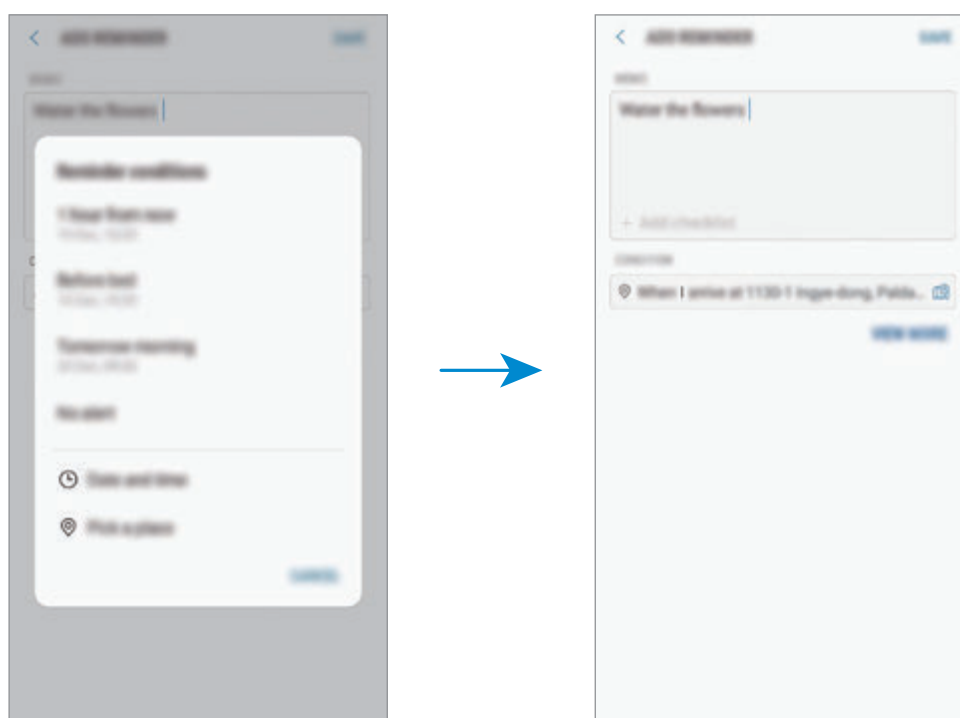 ADD REMINDER SAVE
Water the flowers
Reminder conditions
1 hour from now
Before bed
Tomorrow morning
No alert
Date and time
Pick a place
CANCEL
ADD REMINDER SAVE
MEMO
Water the flowers
+ Add checklist
CONDITION
When I arrive at 1130-1 Ingye-dong, Palda...
VIEW MORE